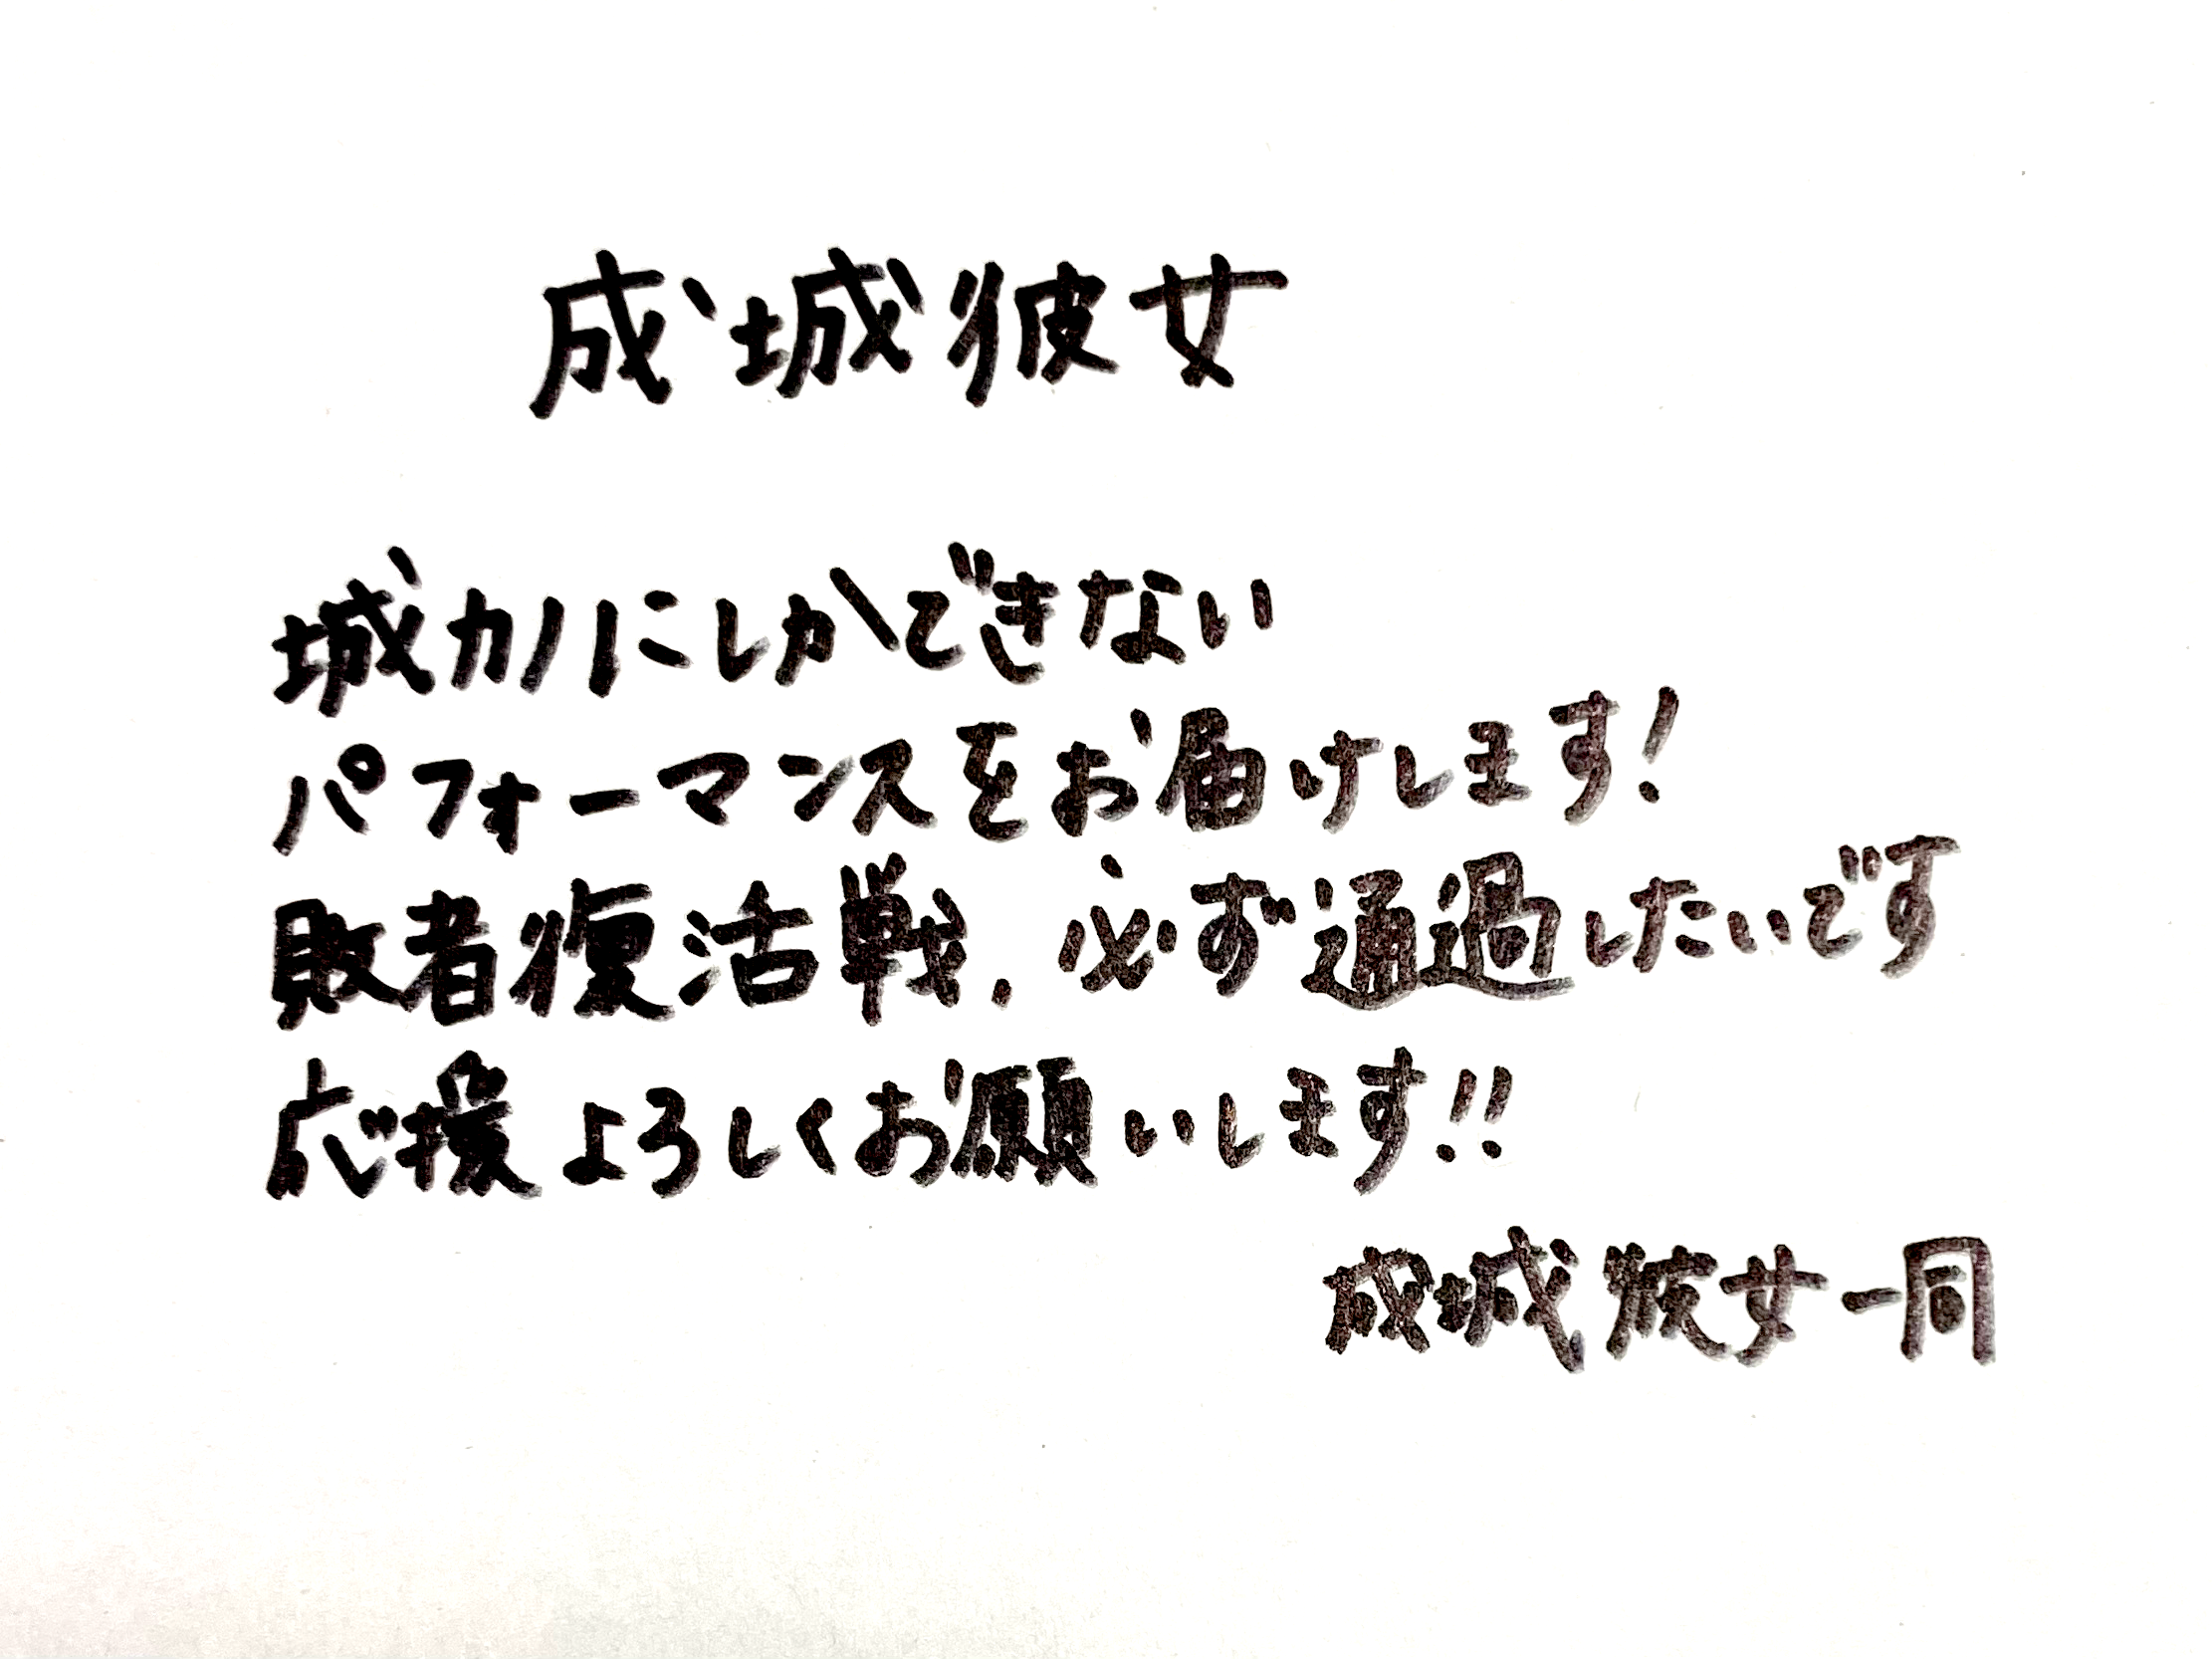 成城彼女
城カノにしかできない
パフォーマンスをお届けします!
敗者復活戦、必ず通過したいです
応援よろしくお願いします!!
成城彼女一同